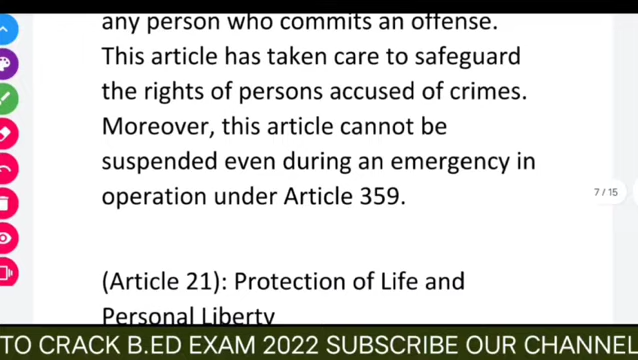 any person who commits an offense.
This article has taken care to safeguard
the rights of persons accused of crimes.
Moreover, this article cannot be
suspended even during an emergency in
operation under Article 359.
7 / 15
(Article 21): Protection of Life and
Personal Liberty
TO CRACK B.ED EXAM 2022 SUBSCRIBE OUR CHANNEL